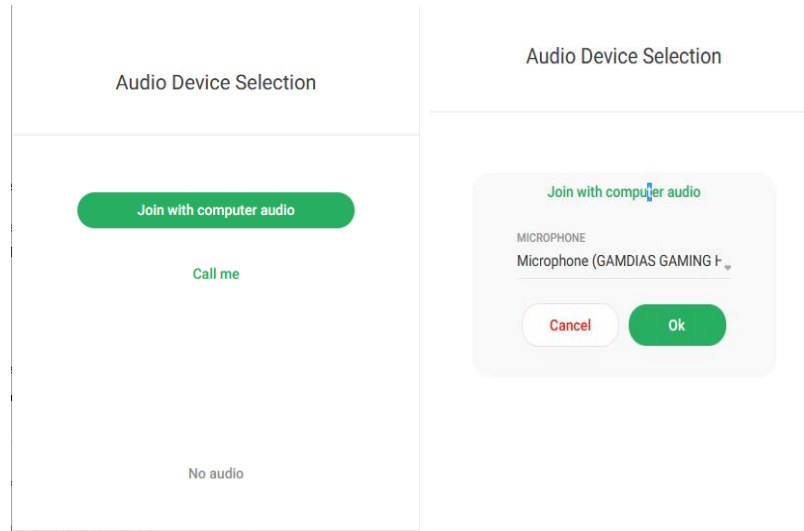 Audio Device Selection
Join with computer audio
Call me
No audio
Audio Device Selection
Join with computer audio
MICROPHONE
Microphone (GAMDIAS GAMING H
Cancel
Ok